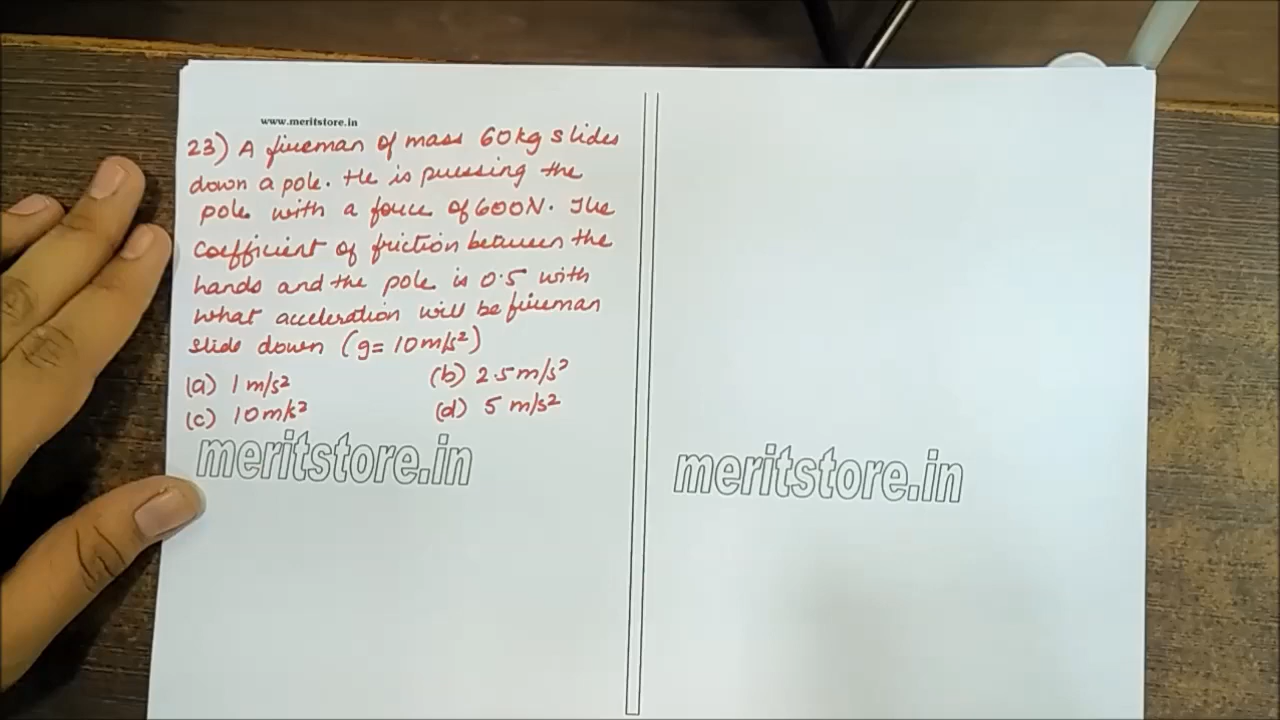 www.meritstore.in
23) A fireman of mass 60kg slides
down a pole. He is pressing the
pole with a force of 600N. The
coefficient of friction between the
hands and the pole is 0.5 with
what acceleration will be fireman
slide down (g= 10m/s²)
(a) 1 m/s² (b) 2.5m/s²
(c) 10m/s² (d) 5 m/s²
meritstore.in
meritstore.in